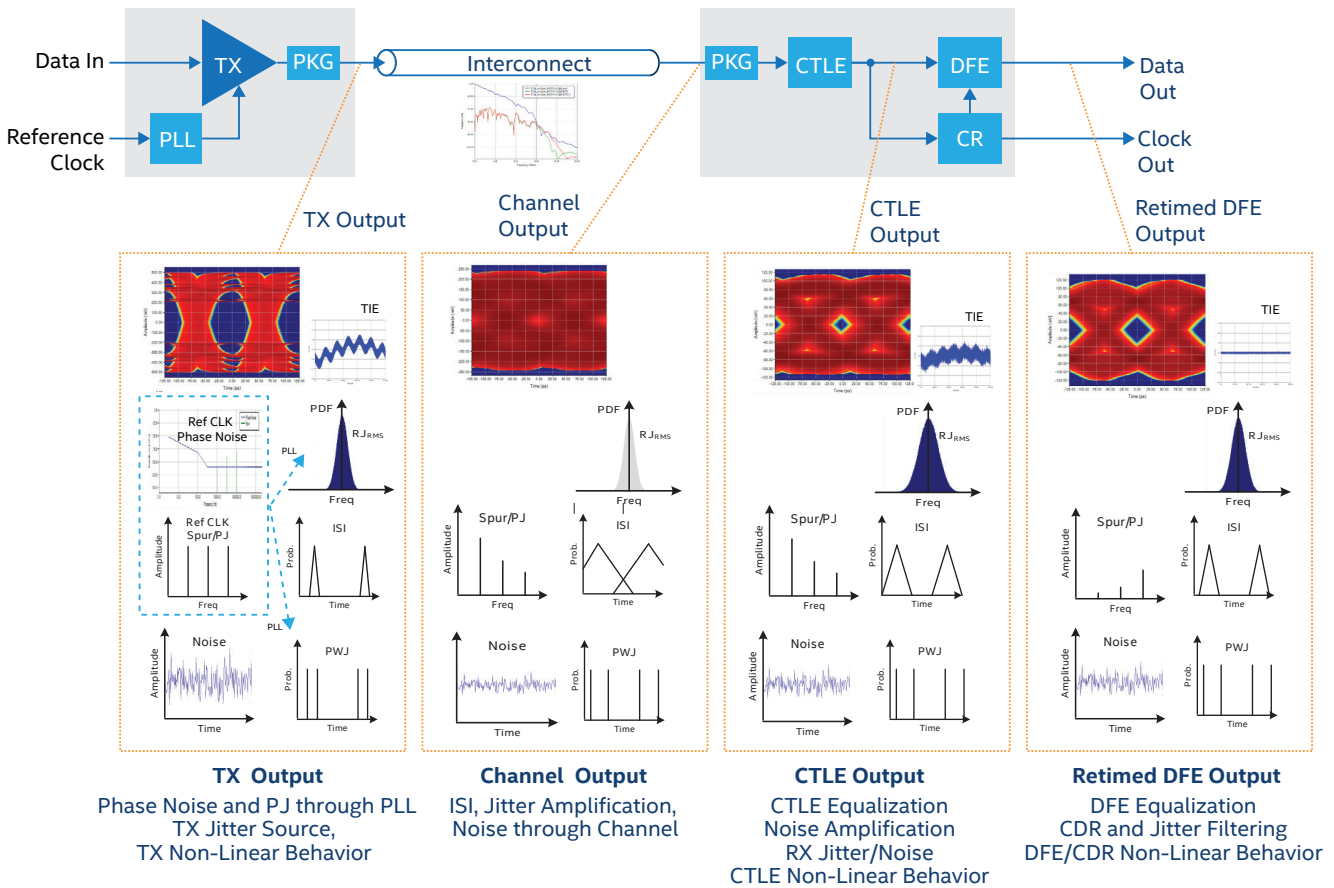 Data In
TX
PKG
Interconnect
PKG
CTLE
DFE
Data
Out
Reference
Clock
PLL
CR
Clock
Out
TX Output
Channel
Output
CTLE
Output
Retimed DFE
Output
TIE
Ref CLK
Phase Noise
PLL
PDF
RJRMS
Freq
Ref CLK
Spur/PJ
Amplitude
Freq
ISI
Prob.
Time
PLL
Noise
Amplitude
Time
PWJ
Prob.
Time
PDF
Freq
Spur/PJ
Amplitude
Freq
ISI
Prob.
Time
Noise
Amplitude
Time
PWJ
Prob.
Time
TIE
PDF
RJRMS
Freq
Spur/PJ
Amplitude
Freq
ISI
Prob.
Time
Noise
Amplitude
Time
PWJ
Prob.
Time
TIE
PDF
RJRMS
Freq
Spur/PJ
Amplitude
Freq
ISI
Prob.
Time
Noise
Amplitude
Time
PWJ
Prob.
Time
TX Output
Phase Noise and PJ through PLL
TX Jitter Source,
TX Non-Linear Behavior
Channel Output
ISI, Jitter Amplification,
Noise through Channel
CTLE Output
CTLE Equalization
Noise Amplification
RX Jitter/Noise
CTLE Non-Linear Behavior
Retimed DFE Output
DFE Equalization
CDR and Jitter Filtering
DFE/CDR Non-Linear Behavior